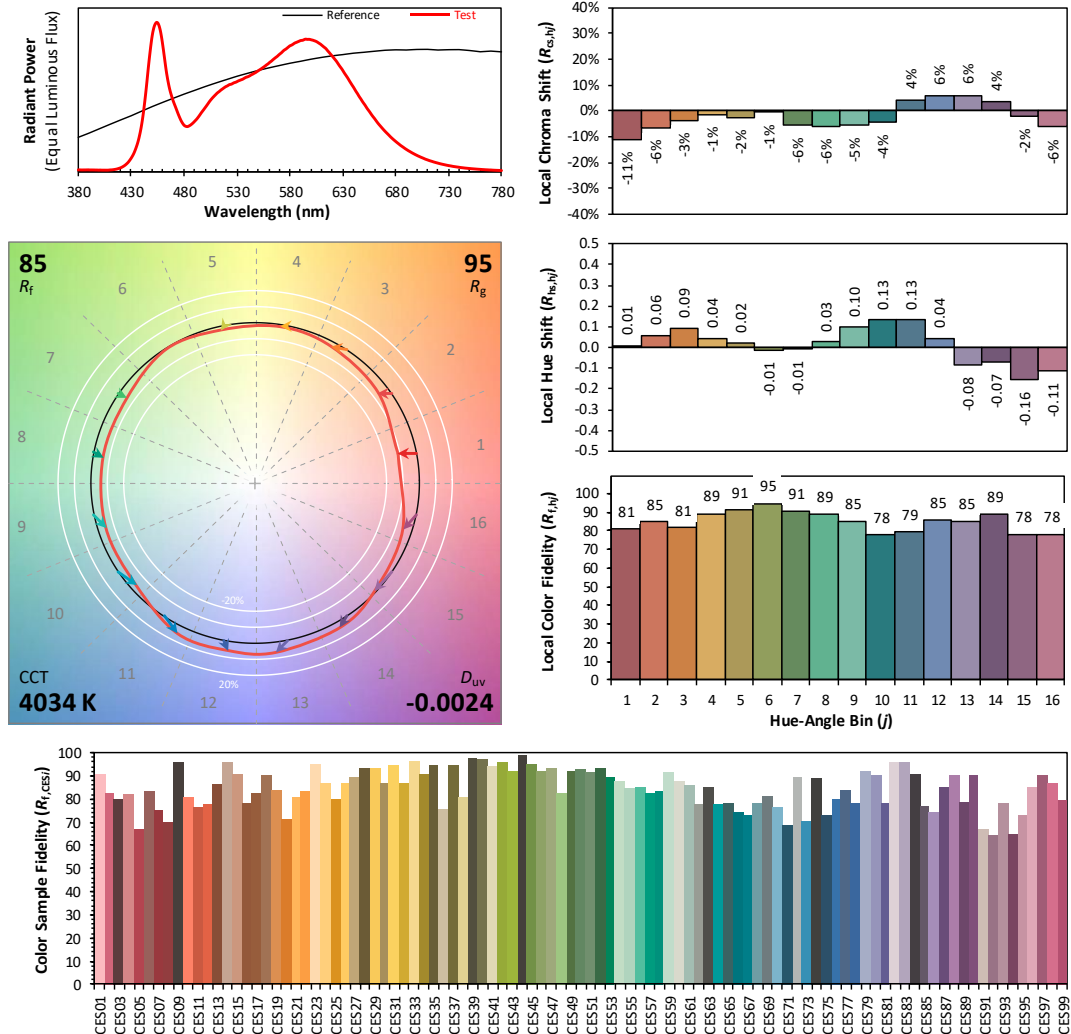 Radiant Power
(Equal Luminous Flux)
Reference
Test
380 430 480 530 580 630 680 730 780
Wavelength (nm)
Local Chroma Shift (Rcs,hj)
40%
30%
20%
10%
0%
-10%
-20%
-30%
-40%
-11% -6% -3% -1% -2% -1% -6% -6% -5% -4% 4% 6% 6% 4% -2% -6%
85
Rf
95
Rg
5 4
6 3
7 2
8 1
9 16
10 15
11 14
12 13
-20%
20%
CCT
4034 K
Duv
-0.0024
Local Hue Shift (Rhs,hj)
0.5
0.4
0.3
0.2
0.1
0.0
-0.1
-0.2
-0.3
-0.4
-0.5
0.01 0.06 0.09 0.04 0.02 -0.01 -0.01 0.03 0.10 0.13 0.13 0.04 -0.08 -0.07 -0.16 -0.11
Local Color Fidelity (Rf,hj)
100
90
80
70
60
50
40
30
20
10
0
81 85 81 89 91 95 91 89 85 78 79 85 85 89 78 78
1 2 3 4 5 6 7 8 9 10 11 12 13 14 15 16
Hue-Angle Bin (j)
Color Sample Fidelity (Rf,CESi)
100
90
80
70
60
50
40
30
20
10
0
CES01 CES03 CES05 CES07 CES09 CES11 CES13 CES15 CES17 CES19 CES21 CES23 CES25 CES27 CES29 CES31 CES33 CES35 CES37 CES39 CES41 CES43 CES45 CES47 CES49 CES51 CES53 CES55 CES57 CES59 CES61 CES63 CES65 CES67 CES69 CES71 CES73 CES75 CES77 CES79 CES81 CES83 CES85 CES87 CES89 CES91 CES93 CES95 CES97 CES99